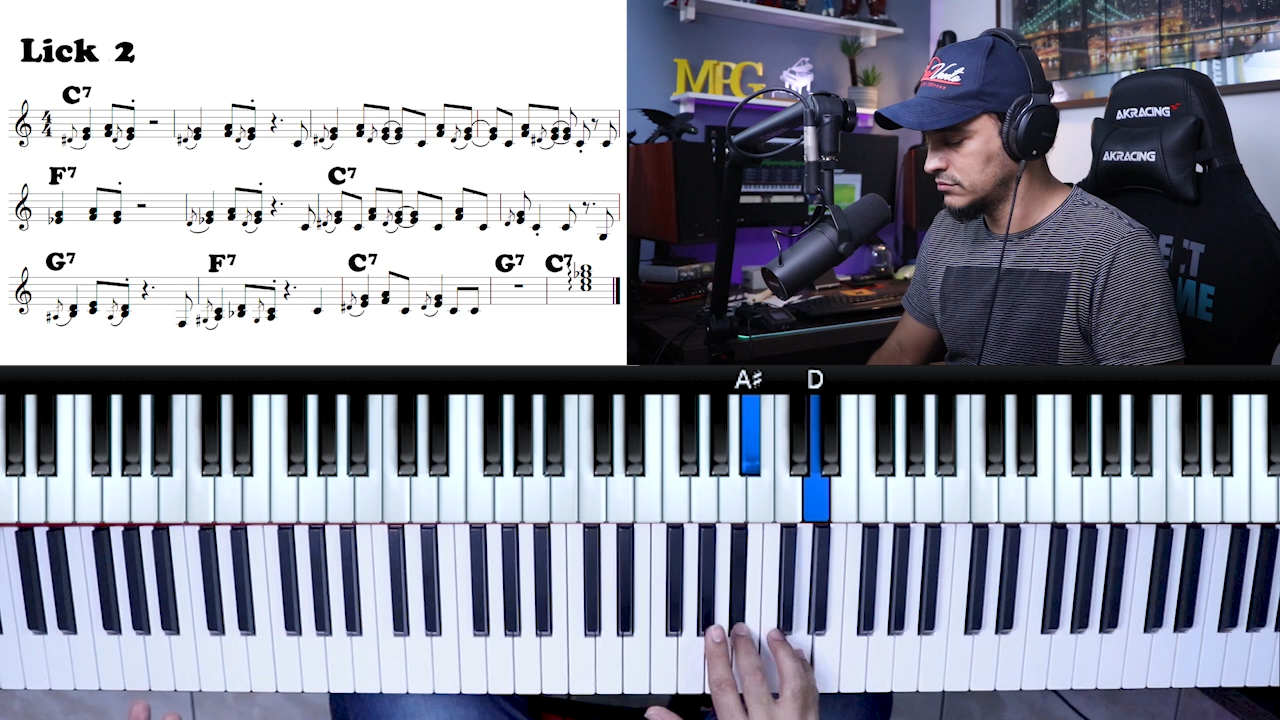 Lick 2
C7
F7 C7
G7 F7 C7 G7 C7
MPG
AKRACING
AKRACING
A♯ D